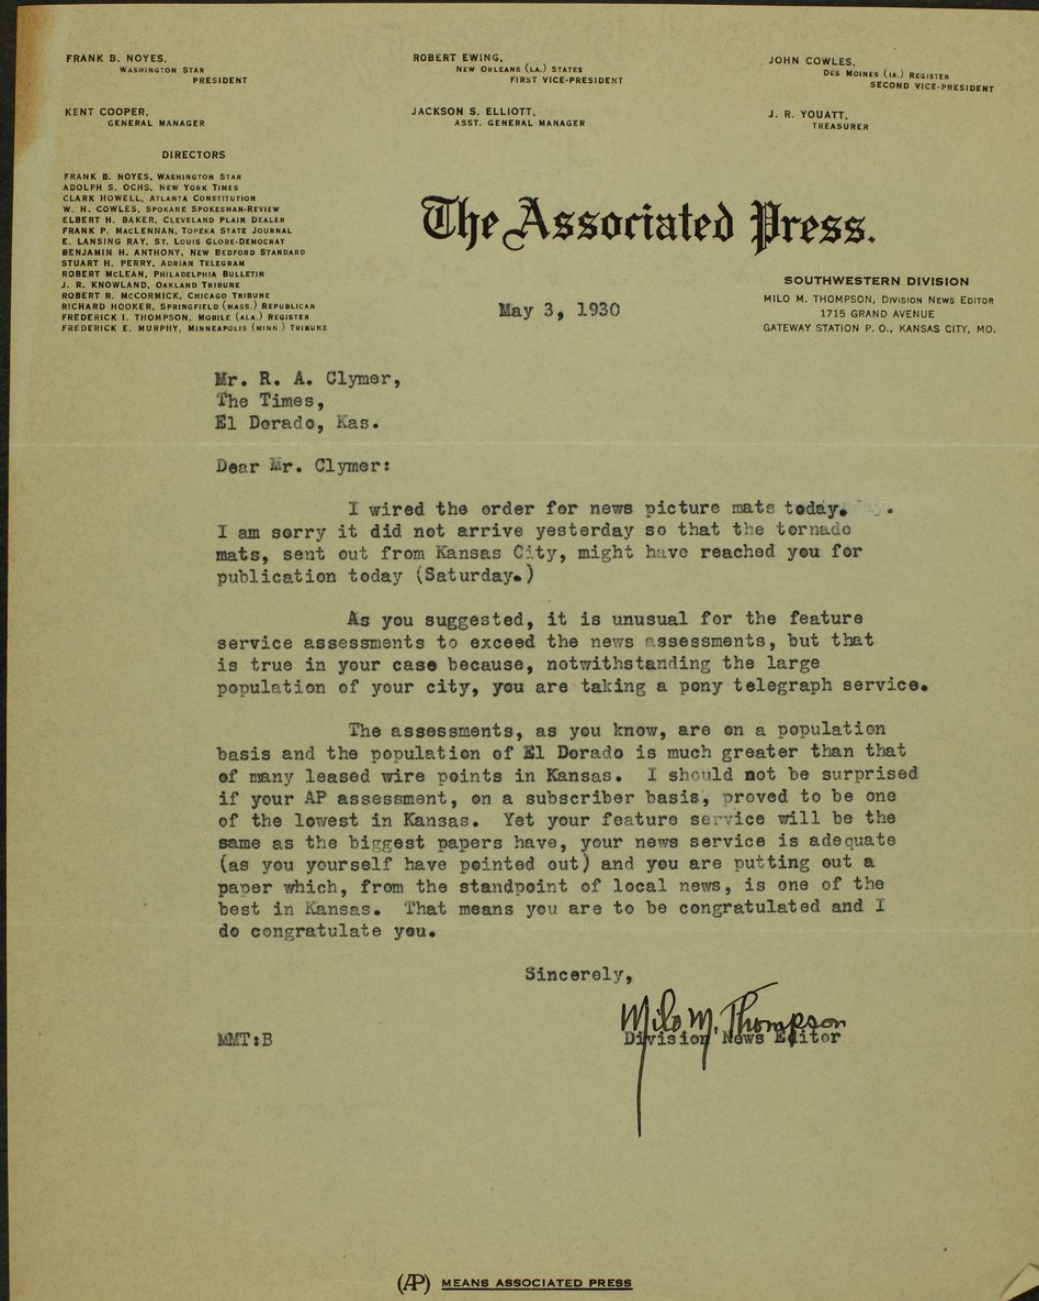 FRANK B. NOYES,
WASHINGTON STAR
PRESIDENT
ROBERT EWING,
NEW ORLEANS (LA.) STATES
FIRST VICE-PRESIDENT
JOHN COWLES,
DES MOINES (IA.) REGISTER
SECOND VICE-PRESIDENT
KENT COOPER,
GENERAL MANAGER
JACKSON S. ELLIOTT,
ASST. GENERAL MANAGER
J. R. YOUATT,
TREASURER
DIRECTORS
FRANK B. NOYES, WASHINGTON STAR
ADOLPH S. OCHS, NEW YORK TIMES
CLARK HOWELL, ATLANTA CONSTITUTION
W. H. COWLES, SPOKANE SPOKESMAN-REVIEW
ELBERT H. BAKER, CLEVELAND PLAIN DEALER
FRANK P. MACLENNAN, TOPEKA STATE JOURNAL
E. LANSING RAY, ST. LOUIS GLOBE-DEMOCRAT
BENJAMIN H. ANTHONY, NEW BEDFORD STANDARD
STUART H. PERRY, ADRIAN TELEGRAM
ROBERT MCLEAN, PHILADELPHIA BULLETIN
J. R. KNOWLAND, OAKLAND TRIBUNE
ROBERT R. MCCORMICK, CHICAGO TRIBUNE
RICHARD HOOKER, SPRINGFIELD (MASS.) REPUBLICAN
FREDERICK I. THOMPSON, MOBILE (ALA.) REGISTER
FREDERICK E. MURPHY, MINNEAPOLIS (MINN.) TRIBUNE
The Associated Press.
SOUTHWESTERN DIVISION
MILO M. THOMPSON, DIVISION NEWS EDITOR
1715 GRAND AVENUE
GATEWAY STATION P. O., KANSAS CITY, MO.
May 3, 1930
Mr. R. A. Clymer,
The Times,
El Dorado, Kas.
Dear Mr. Clymer:
I wired the order for news picture mats today.
I am sorry it did not arrive yesterday so that the tornado
mats, sent out from Kansas City, might have reached you for
publication today (Saturday.)
As you suggested, it is unusual for the feature
service assessments to exceed the news assessments, but that
is true in your case because, notwithstanding the large
population of your city, you are taking a pony telegraph service.
The assessments, as you know, are on a population
basis and the population of El Dorado is much greater than that
of many leased wire points in Kansas. I should not be surprised
if your AP assessment, on a subscriber basis, proved to be one
of the lowest in Kansas. Yet your feature service will be the
same as the biggest papers have, your news service is adequate
(as you yourself have pointed out) and you are putting out a
paper which, from the standpoint of local news, is one of the
best in Kansas. That means you are to be congratulated and I
do congratulate you.
Sincerely,
Milo M. Thompson
Division News Editor
MMT:B
(AP) MEANS ASSOCIATED PRESS